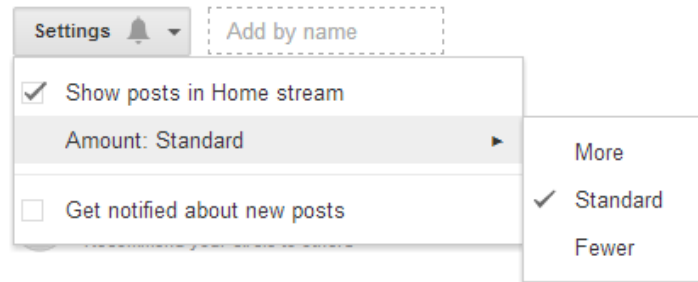 Settings
Add by name
Show posts in Home stream
Amount: Standard
Get notified about new posts
More
Standard
Fewer